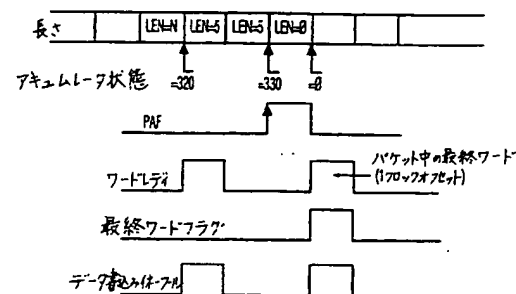 長さ LEN=N LEN=5 LEN=5 LEN=0
アキュムレータ状態 =320 =330 =0
PAF
ワードレディ
パケット中の最終ワード
(1クロックオフセット)
最終ワードフラグ
データ書込みイネーブル